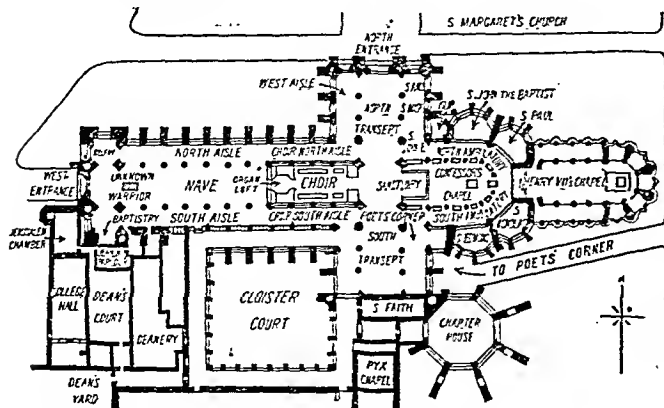 S MARGARET'S CHURCH
NORTH
ENTRANCE
WEST AISLE
NORTH
TRANSEPT
S JOHN THE BAPTIST
S PAUL
NORTH AISLE
CHOIR NORTH AISLE
NORTH AMBULATORY
WEST
ENTRANCE
UNKNOWN
WARRIOR
NAVE
ORGAN
LOFT
CHOIR
SANCTUARY
CONFESSORS
CHAPEL
HENRY VII'S CHAPEL
BAPTISTRY
SOUTH AISLE
CHOIR SOUTH AISLE
POETS CORNER
SOUTH
TRANSEPT
JERUSALEM
CHAMBER
TO POETS' CORNER
COLLEGE
HALL
DEAN'S
COURT
DEANERY
CLOISTER
COURT
S FAITH
CHAPTER
HOUSE
PYX
CHAPEL
DEAN'S
YARD